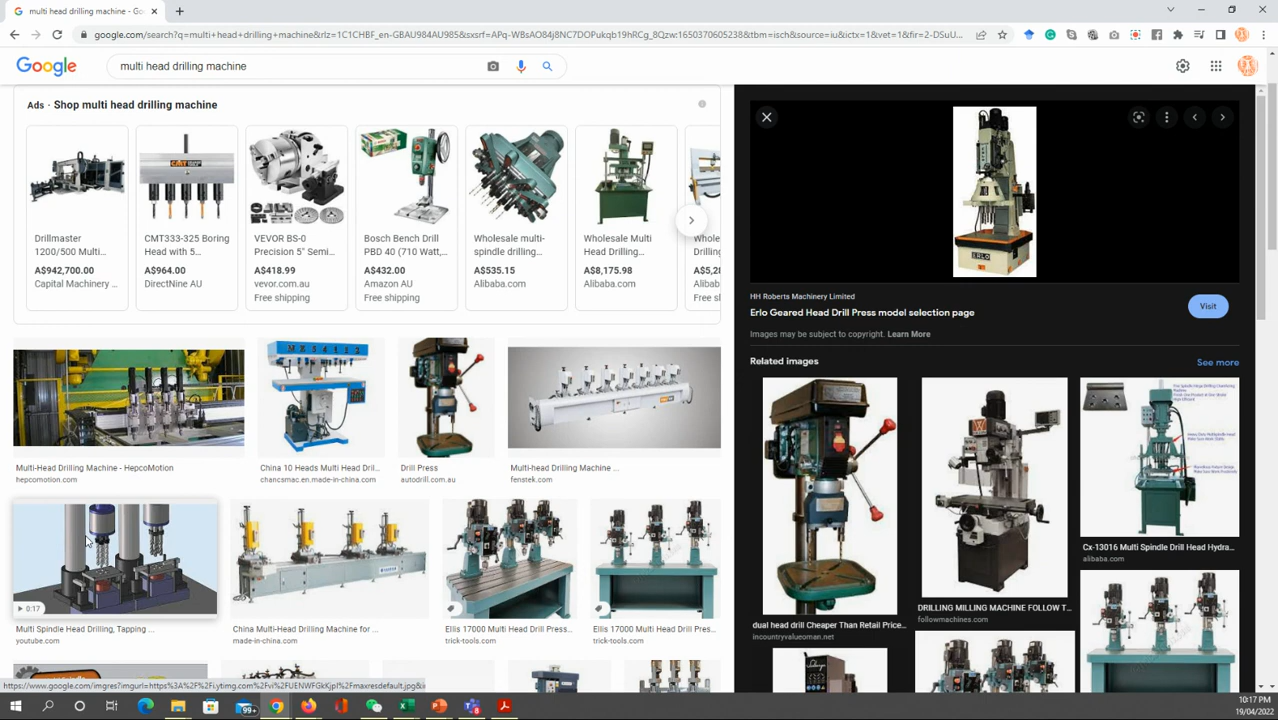 multi head drilling machine - Go
google.com/search?q=multi+head+drilling+machine&rlz=1C1CHBF_en-GBAU984AU985&sxsrf=APq-WBsAO84j8NC7DOPukqb19hRCg_8Qzw:1650370605238&tbm=isch&source=iu&ictx=1&vet=1&fir=2-DSuU...
Google
multi head drilling machine
Ads · Shop multi head drilling machine
Drillmaster
1200/500 Multi...
A$942,700.00
Capital Machinery ...
CMT333-325 Boring
Head with 5...
A$964.00
DirectNine AU
VEVOR BS-0
Precision 5" Semi...
A$418.99
vevor.com.au
Free shipping
Bosch Bench Drill
PBD 40 (710 Watt,...
A$432.00
Amazon AU
Free shipping
Wholesale multi-
spindle drilling...
A$535.15
Alibaba.com
Wholesale Multi
Head Drilling...
A$8,175.98
Alibaba.com
Whole
Head
A$5,2
Alibab
Free s
ERLO
HH Roberts Machinery Limited
Erlo Geared Head Drill Press model selection page
Visit
Images may be subject to copyright. Learn More
Related images
See more
Multi-Head Drilling Machine - HepcoMotion
hepcomotion.com
China 10 Heads Multi Head Dril...
chancsmac.en.made-in-china.com
Drill Press
autodrill.com.au
Multi-head Drilling Machine ...
fenstek.com
0:17
Multi Spindle Head Drilling, Tapping ...
youtube.com
China Multi-Head Drilling Machine for ...
made-in-china.com
Ellis 17000 Multi Head Drill Press...
trick-tools.com
Ellis 17000 Multi Head Drill Pres...
trick-tools.com
dual head drill Cheaper Than Retail Price...
incountryvalueoman.net
DRILLING MILLING MACHINE FOLLOW T...
followmachines.com
Cx-13016 Multi Spindle Drill Head Hydra...
alibaba.com
https://www.google.com/imgres?imgurl=https%3A%2F%2Fi.ytimg.com%2Fvi%2FUENWFGkKjpI%2Fmaxresdefault.jpg&i
99+
10:17 PM
19/04/2022